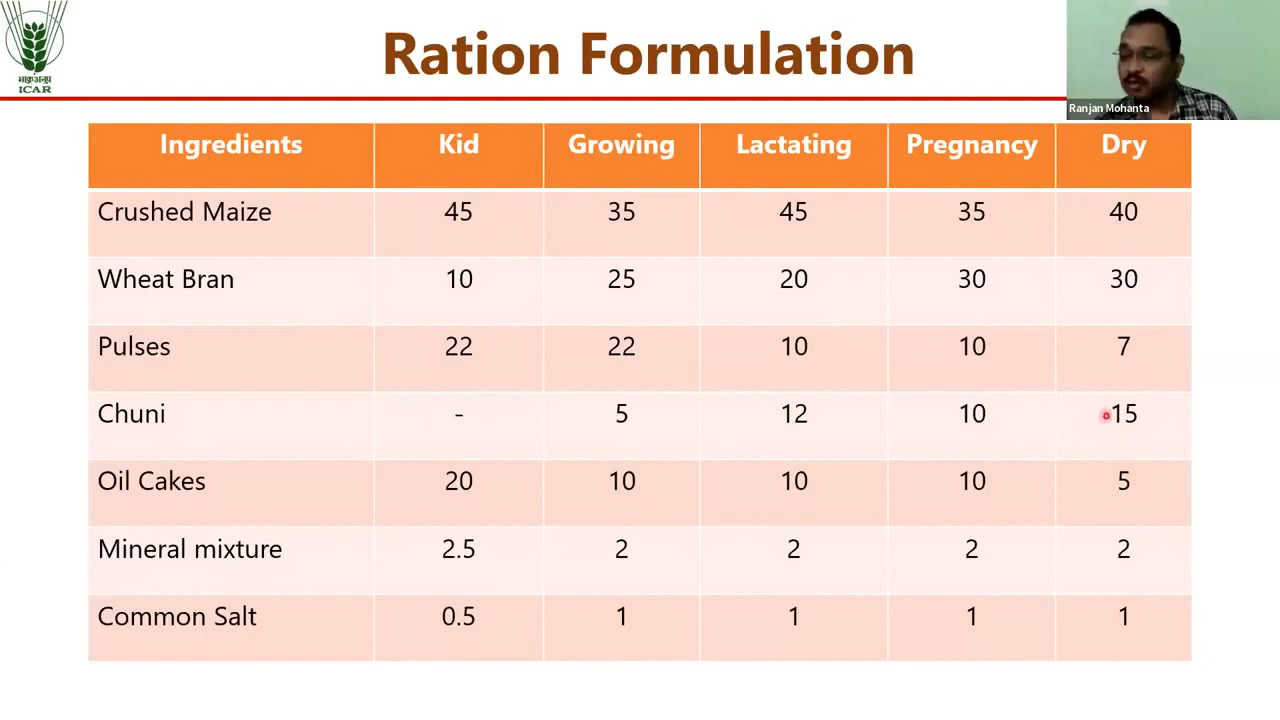 भाकृअनुप
ICAR
Ration Formulation
Ranjan Mohanta
Ingredients Kid Growing Lactating Pregnancy Dry
Crushed Maize 45 35 45 35 40
Wheat Bran 10 25 20 30 30
Pulses 22 22 10 10 7
Chuni - 5 12 10 15
Oil Cakes 20 10 10 10 5
Mineral mixture 2.5 2 2 2 2
Common Salt 0.5 1 1 1 1